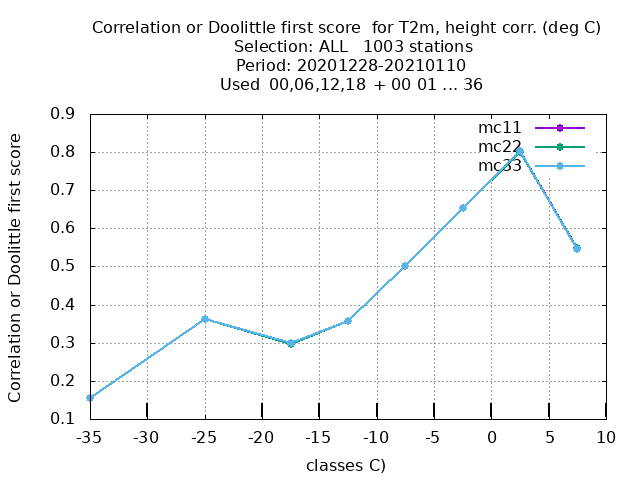 Correlation or Doolittle first score  for T2m, height corr. (deg C)
Selection: ALL   1003 stations
Period: 20201228-20210110
Used  00,06,12,18  + 00 01 ... 36
Correlation or Doolittle first score
0.9
0.8
0.7
0.6
0.5
0.4
0.3
0.2
0.1
mc11
mc22
mc33
-35 -30 -25 -20 -15 -10 -5 0 5 10
classes C)